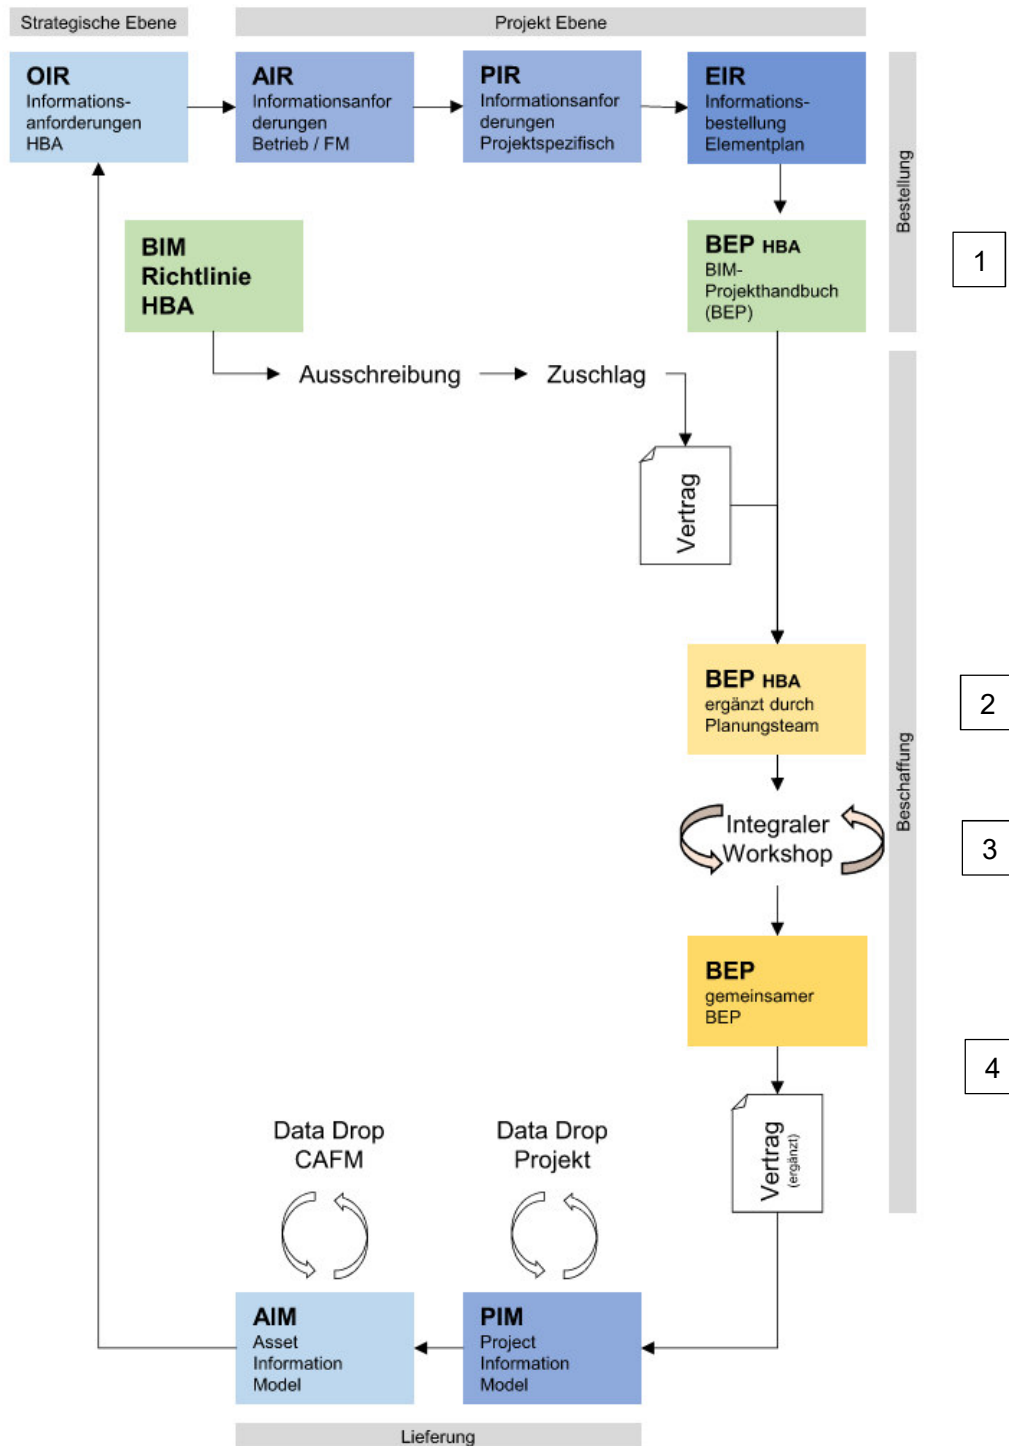 Strategische Ebene
Projekt Ebene
OIR
Informations-
anforderungen
HBA
AIR
Informationsanfor
derungen
Betrieb / FM
PIR
Informationsanfor
derungen
Projektspezifisch
EIR
Informations-
bestellung
Elementplan
Bestellung
BIM
Richtlinie
HBA
BEP HBA
BIM-
Projekthandbuch
(BEP)
1
Ausschreibung
Zuschlag
Vertrag
BEP HBA
ergänzt durch
Planungsteam
2
Beschaffung
Integraler
Workshop
3
BEP
gemeinsamer
BEP
4
Vertrag
(ergänzt)
Data Drop
CAFM
Data Drop
Projekt
AIM
Asset
Information
Model
PIM
Project
Information
Model
Lieferung